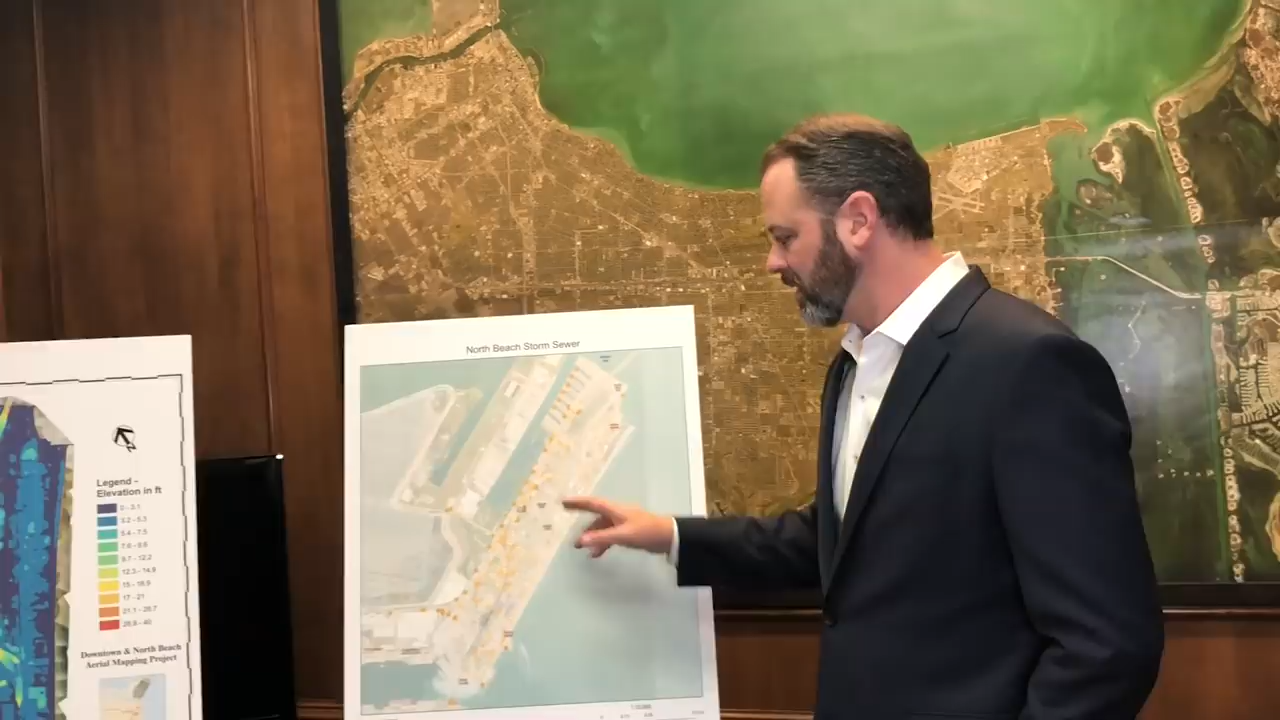 North Beach Storm Sewer
Legend -
Elevation in ft
0 - 3.1
3.2 - 5.3
5.4 - 7.5
7.6 - 9.6
9.7 - 12.2
12.3 - 14.9
15 - 16.9
17 - 21
21.1 - 28.7
28.8 - 40
Downtown & North Beach
Aerial Mapping Project